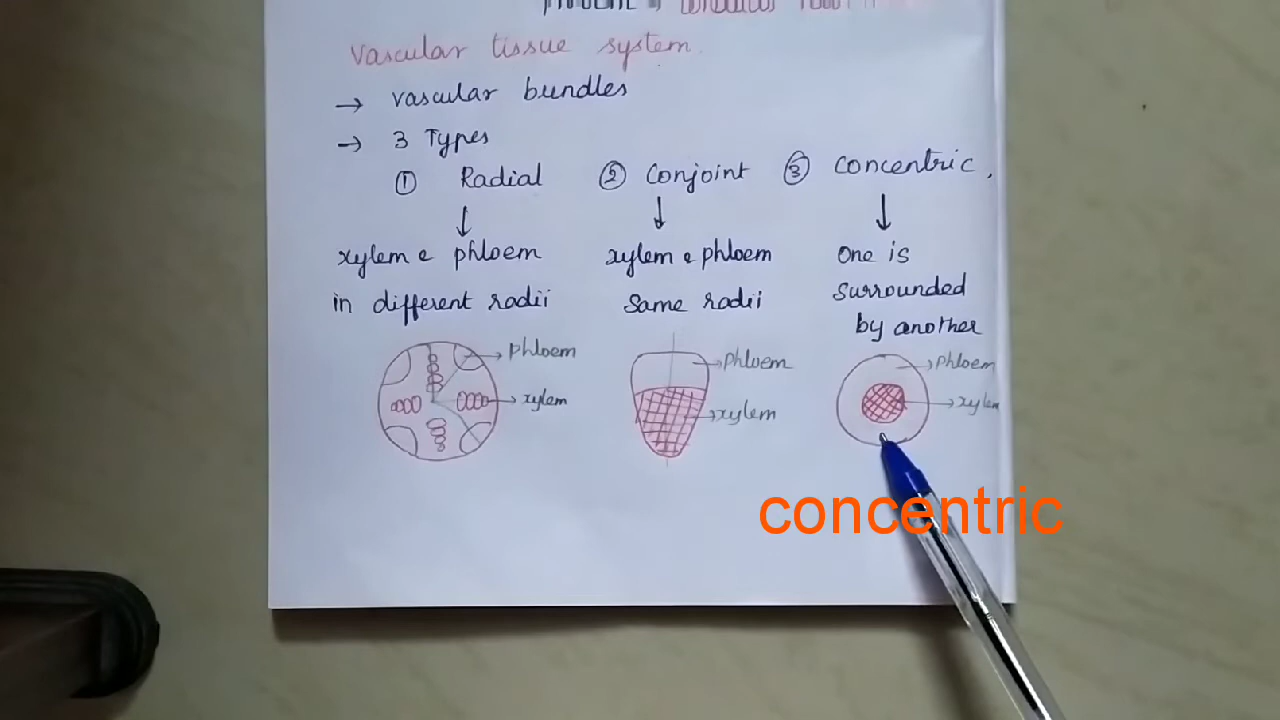 vascular tissue system.
→ vascular bundles
→ 3 Types
① Radial ② Conjoint ③ Concentric.
xylem & phloem xylem & phloem One is
in different radii same radii surrounded
by another
phloem phloem phloem
xylem xylem xylem
concentric